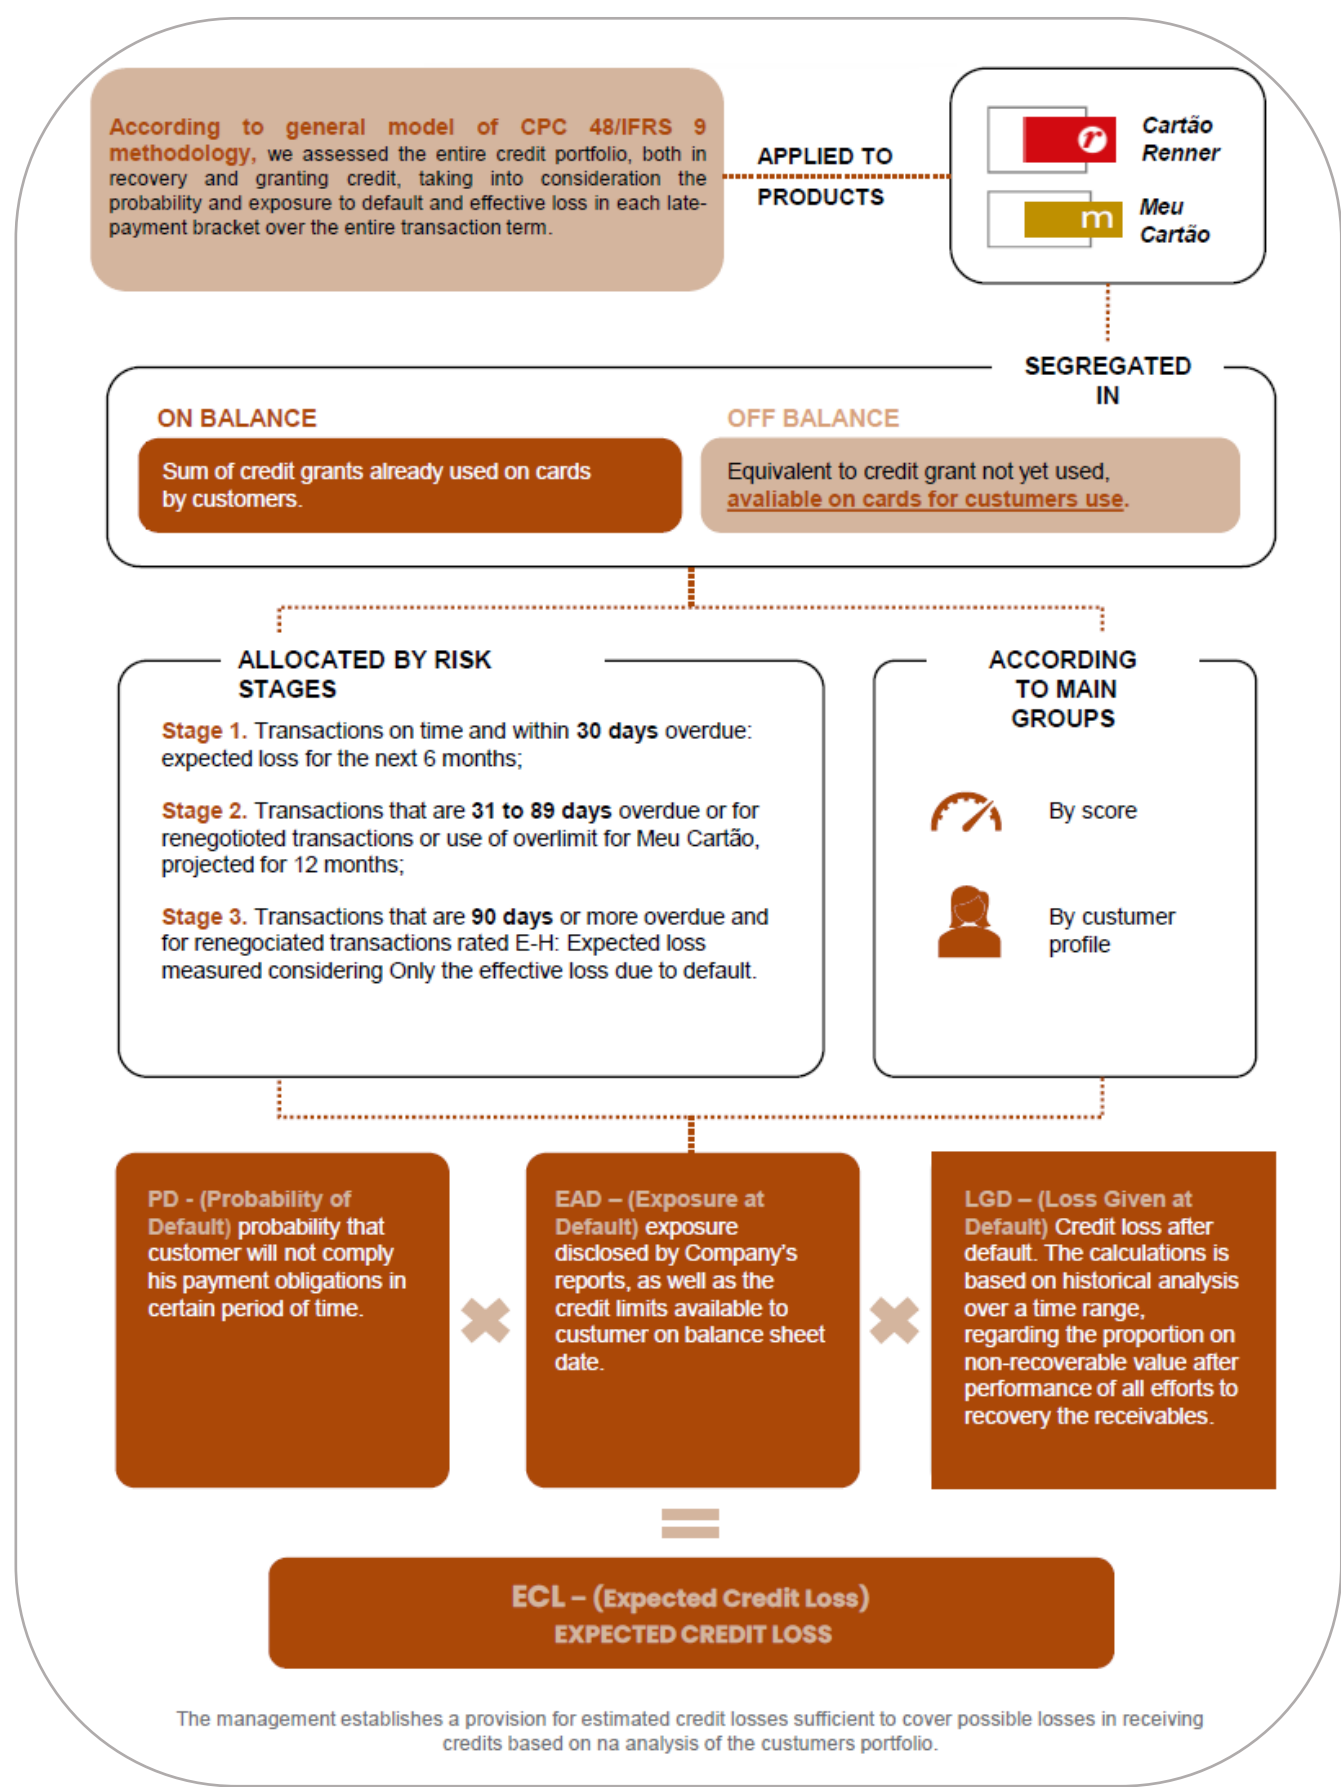 According to general model of CPC 48/IFRS 9
methodology, we assessed the entire credit portfolio, both in
recovery and granting credit, taking into consideration the
probability and exposure to default and effective loss in each late-
payment bracket over the entire transaction term.
APPLIED TO
PRODUCTS
r
Cartão
Renner
m
Meu
Cartão
SEGREGATED
IN
ON BALANCE
Sum of credit grants already used on cards
by customers.
OFF BALANCE
Equivalent to credit grant not yet used,
avaliable on cards for custumers use.
ALLOCATED BY RISK
STAGES
Stage 1. Transactions on time and within 30 days overdue:
expected loss for the next 6 months;
Stage 2. Transactions that are 31 to 89 days overdue or for
renegotioted transactions or use of overlimit for Meu Cartão,
projected for 12 months;
Stage 3. Transactions that are 90 days or more overdue and
for renegociated transactions rated E-H: Expected loss
measured considering Only the effective loss due to default.
ACCORDING
TO MAIN
GROUPS
By score
By custumer
profile
PD - (Probability of
Default) probability that
customer will not comply
his payment obligations in
certain period of time.
EAD – (Exposure at
Default) exposure
disclosed by Company's
reports, as well as the
credit limits available to
custumer on balance sheet
date.
LGD – (Loss Given at
Default) Credit loss after
default. The calculations is
based on historical analysis
over a time range,
regarding the proportion on
non-recoverable value after
performance of all efforts to
recovery the receivables.
ECL – (Expected Credit Loss)
EXPECTED CREDIT LOSS
The management establishes a provision for estimated credit losses sufficient to cover possible losses in receiving
credits based on na analysis of the custumers portfolio.